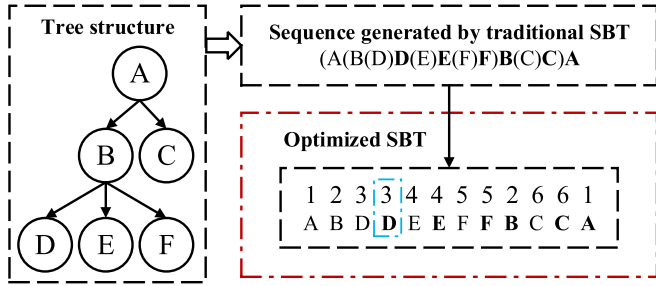 Tree structure
A
B C
D E F
Sequence generated by traditional SBT
(A(B(D)D(E)E(F)F)B(C)C)A
Optimized SBT
1 2 3 3 4 4 5 5 2 6 6 1
A B D D E E F F B C C A